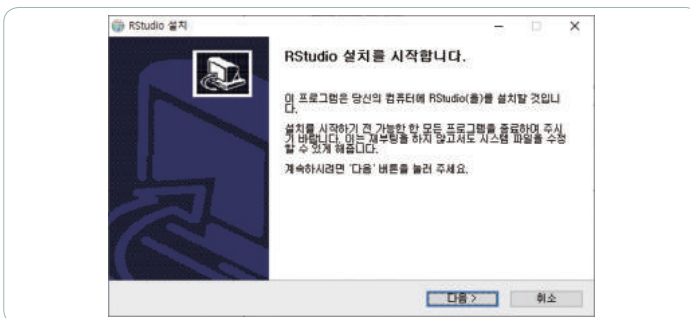 RStudio 설치
RStudio 설치를 시작합니다.
이 프로그램은 당신의 컴퓨터에 RStudio(을)를 설치할 것입니
다.
설치를 시작하기 전 가능한 한 모든 프로그램을 종료하여 주시
기 바랍니다. 이는 재부팅을 하지 않고서도 시스템 파일을 수정
할 수 있게 해줍니다.
계속하시려면 '다음' 버튼을 눌러 주세요.
다음 >
취소